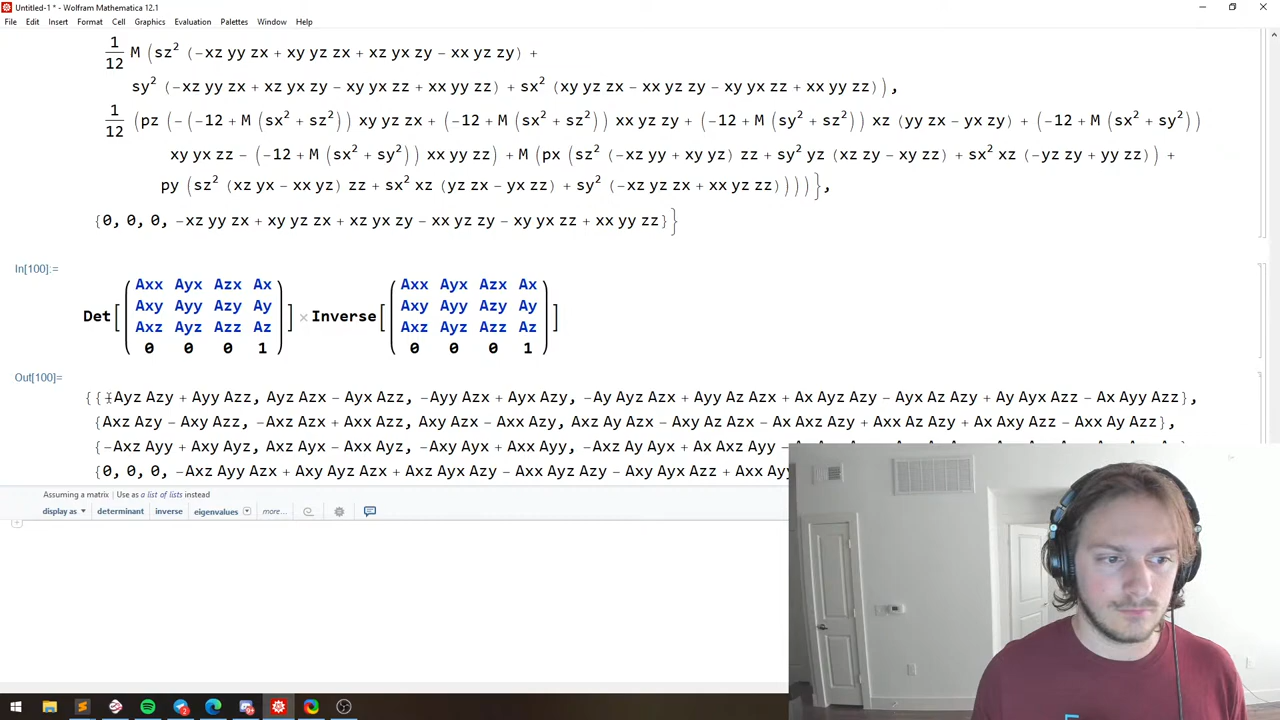 Untitled-1 * - Wolfram Mathematica 12.1
File Edit Insert Format Cell Graphics Evaluation Palettes Window Help
1/12 M (sz² (-xz yy zx + xy yz zx + xz yx zy - xx yz zy) +
sy² (-xz yy zx + xz yx zy - xy yx zz + xx yy zz) + sx² (xy yz zx - xx yz zy - xy yx zz + xx yy zz)),
1/12 (pz (-(-12 + M (sx² + sz²)) xy yz zx + (-12 + M (sx² + sz²)) xx yz zy + (-12 + M (sy² + sz²)) xz (yy zx - yx zy) + (-12 + M (sx² + sy²))
xy yx zz - (-12 + M (sx² + sy²)) xx yy zz) + M (px (sz² (-xz yy + xy yz) zz + sy² yz (xz zy - xy zz) + sx² xz (-yz zy + yy zz)) +
py (sz² (xz yx - xx yz) zz + sx² xz (yz zx - yx zz) + sy² (-xz yz zx + xx yz zz))))},
{0, 0, 0, -xz yy zx + xy yz zx + xz yx zy - xx yz zy - xy yx zz + xx yy zz}}
In[100]:=
Axx Ayx Azx Ax Axx Ayx Azx Ax
Axy Ayy Azy Ay Axy Ayy Azy Ay
Det[ ] × Inverse[ ]
Axz Ayz Azz Az Axz Ayz Azz Az
0 0 0 1 0 0 0 1
Out[100]=
{{-Ayz Azy + Ayy Azz, Ayz Azx - Ayx Azz, -Ayy Azx + Ayx Azy, -Ay Ayz Azx + Ayy Az Azx + Ax Ayz Azy - Ayx Az Azy + Ay Ayx Azz - Ax Ayy Azz},
{Axz Azy - Axy Azz, -Axz Azx + Axx Azz, Axy Azx - Axx Azy, Axz Ay Azx - Axy Az Azx - Ax Axz Azy + Axx Az Azy + Ax Axy Azz - Axx Ay Azz},
{-Axz Ayy + Axy Ayz, Axz Ayx - Axx Ayz, -Axy Ayx + Axx Ayy, -Axz Ay Ayx + Ax Axz Ayy
{0, 0, 0, -Axz Ayy Azx + Axy Ayz Azx + Axz Ayx Azy - Axx Ayz Azy - Axy Ayx Azz + Axx Ayy
Assuming a matrix | Use as a list of lists instead
display as determinant inverse eigenvalues more...